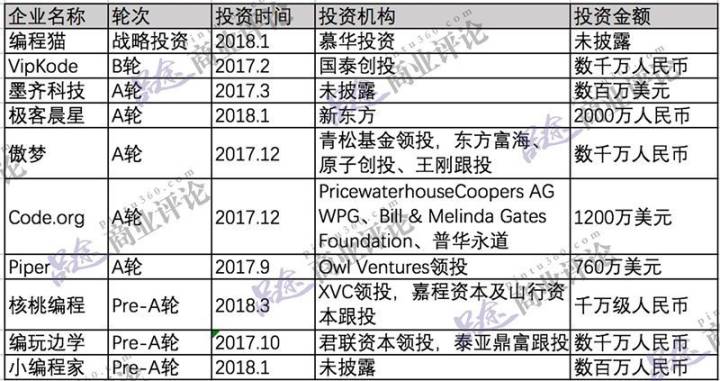 企业名称 轮次 投资时间 投资机构 投资金额
编程猫 战略投资 2018.1 慕华投资 未披露
VipKode B轮 2017.2 国泰创投 数千万人民币
墨齐科技 A轮 2017.3 未披露 数百万美元
极客晨星 A轮 2018.1 新东方 2000万人民币
傲梦 A轮 2017.12 青松基金领投，东方富海、
原子创投、王刚跟投 数千万人民币
Code.org A轮 2017.12 PricewaterhouseCoopers AG
WPG、Bill & Melinda Gates
Foundation、普华永道 1200万美元
Piper A轮 2017.9 Owl Ventures领投 760万美元
核桃编程 Pre-A轮 2018.3 XVC领投，嘉程资本及山行资
本跟投 千万级人民币
编玩边学 Pre-A轮 2017.10 君联资本领投，泰亚鼎富跟投 数千万人民币
小编程家 Pre-A轮 2018.1 未披露 数百万人民币
品途 商业评论
Pintu360.com